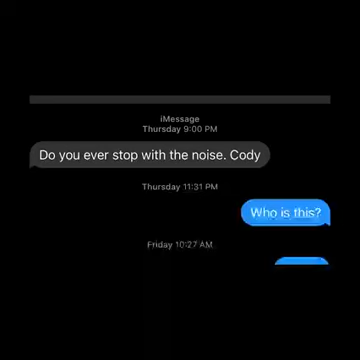 iMessage
Thursday 9:00 PM
Do you ever stop with the noise. Cody
Thursday 11:31 PM
Who is this?
Friday 10:27 AM